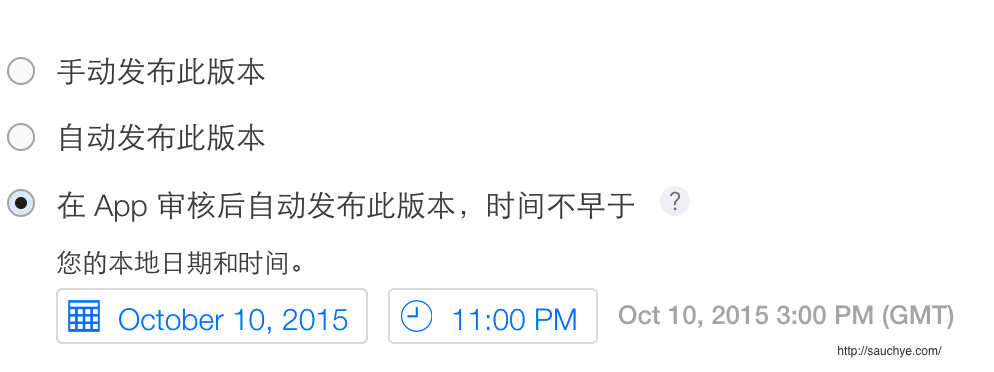 手动发布此版本
自动发布此版本
在 App 审核后自动发布此版本，时间不早于 ?
您的本地日期和时间。
October 10, 2015 11:00 PM Oct 10, 2015 3:00 PM (GMT)
http://sauchye.com/